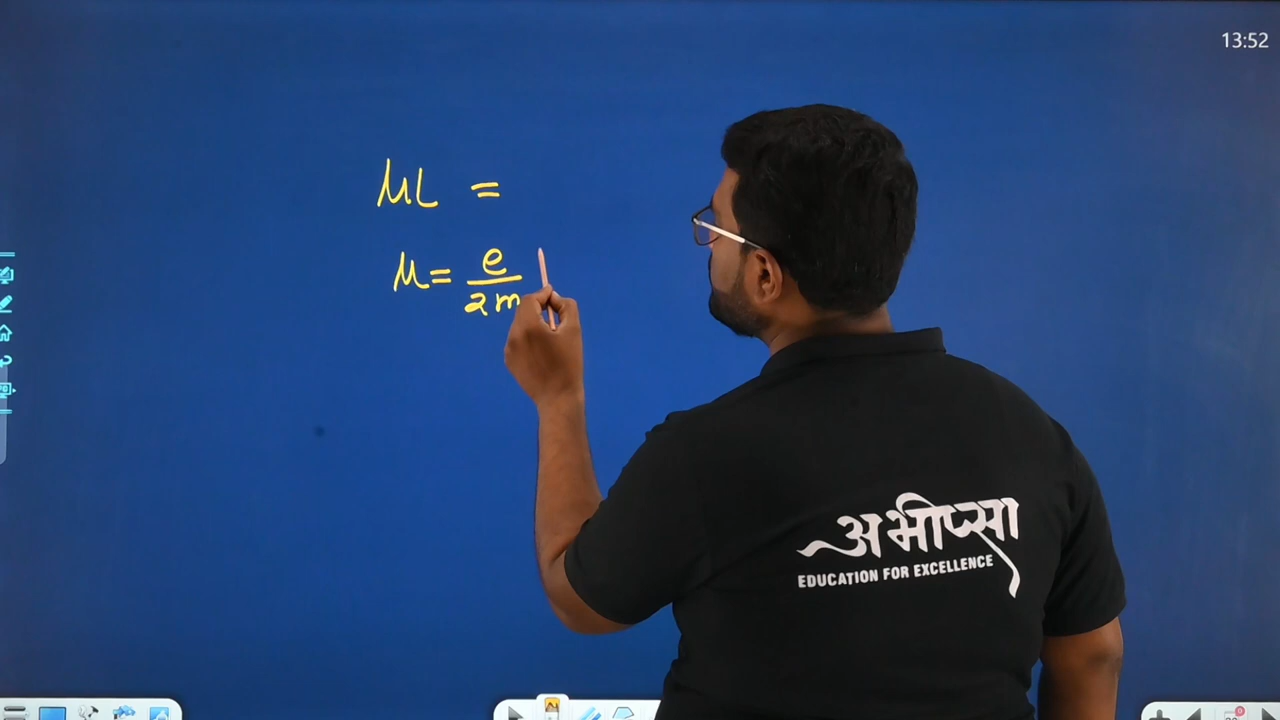 13:52
μL =
μ = e/2m
अभीप्सा
EDUCATION FOR EXCELLENCE